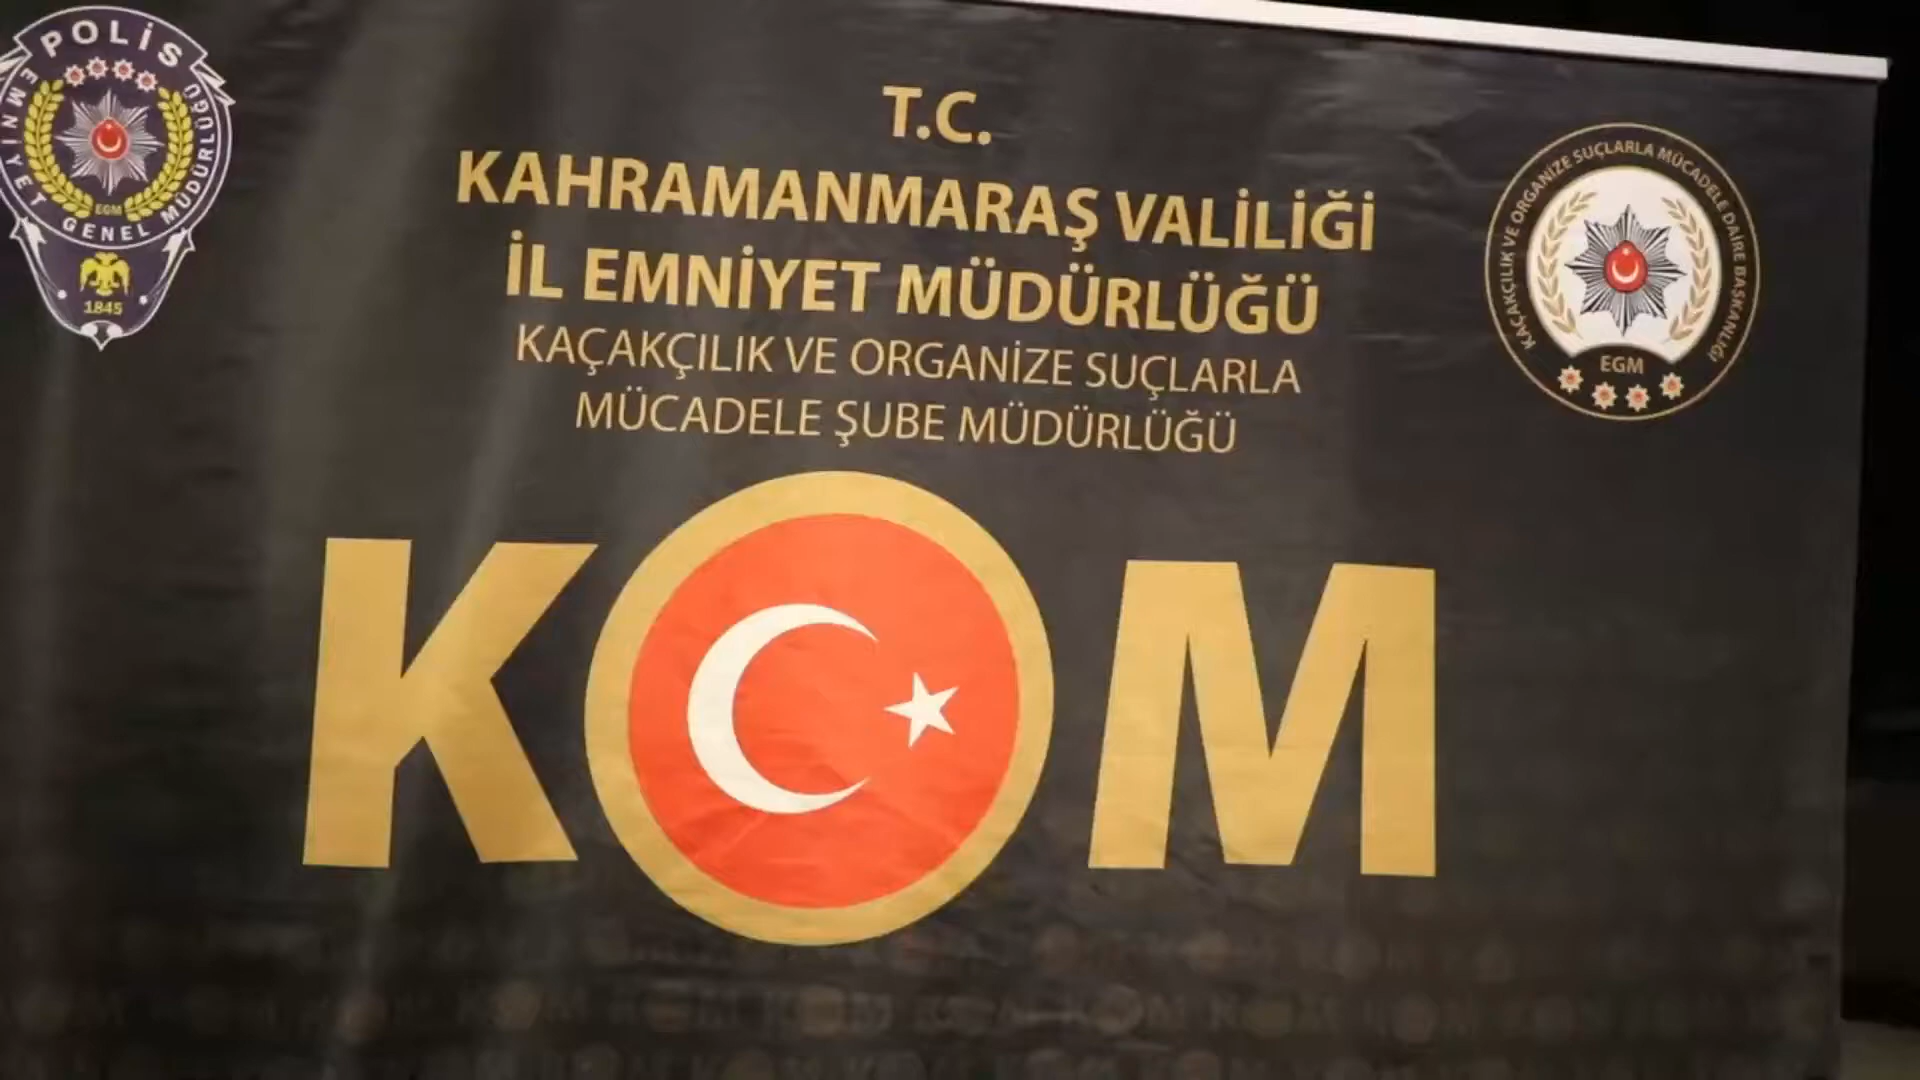 POLİS
EMNİYET GENEL MÜDÜRLÜĞÜ
EGM
1845
T.C.
KAHRAMANMARAŞ VALİLİĞİ
İL EMNİYET MÜDÜRLÜĞÜ
KAÇAKÇILIK VE ORGANİZE SUÇLARLA
MÜCADELE ŞUBE MÜDÜRLÜĞÜ
KAÇAKÇILIK VE ORGANİZE SUÇLARLA MÜCADELE DAİRE BAŞKANLIĞI
EGM
KOM